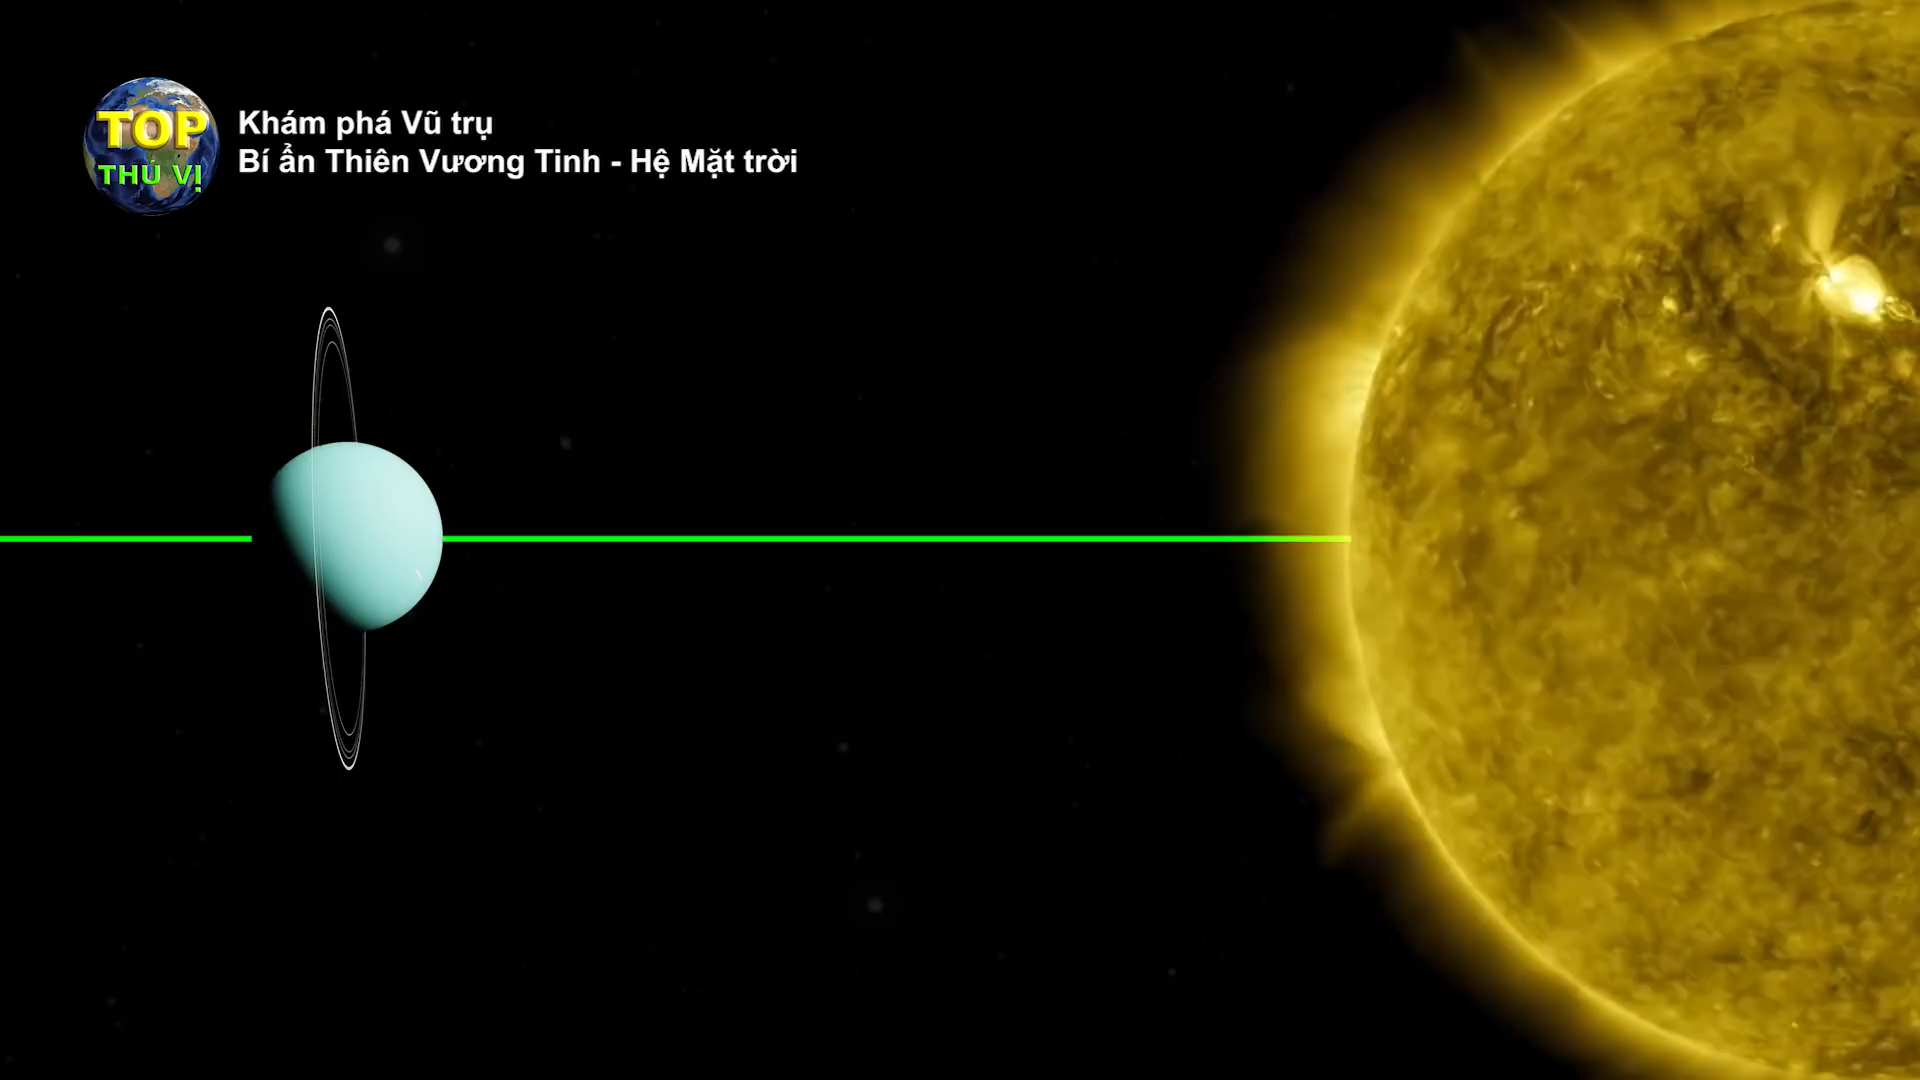 TOP
THÚ VỊ
Khám phá Vũ trụ
Bí ẩn Thiên Vương Tinh - Hệ Mặt trời